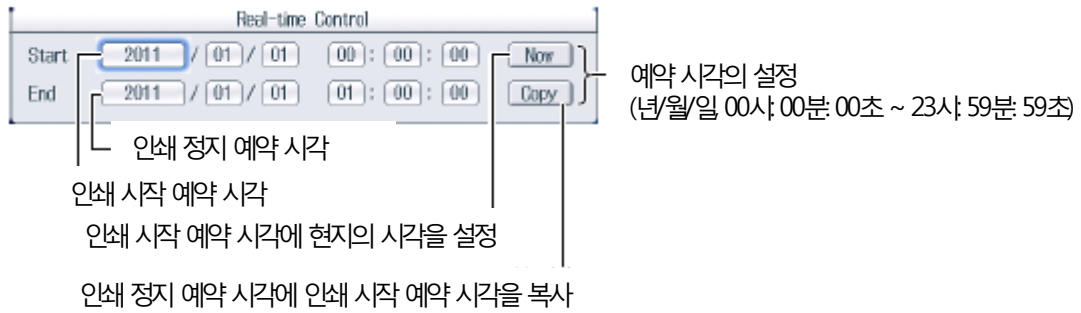 Real-time Control
Start 2011 / 01 / 01 00 : 00 : 00 Now
End 2011 / 01 / 01 01 : 00 : 00 Copy
예약 시각의 설정
(년/월/일, 00시: 00분: 00초 ~ 23시: 59분: 59초)
인쇄 정지 예약 시각
인쇄 시작 예약 시각
인쇄 시작 예약 시각에 현지의 시각을 설정
인쇄 정지 예약 시각에 인쇄 시작 예약 시각을 복사